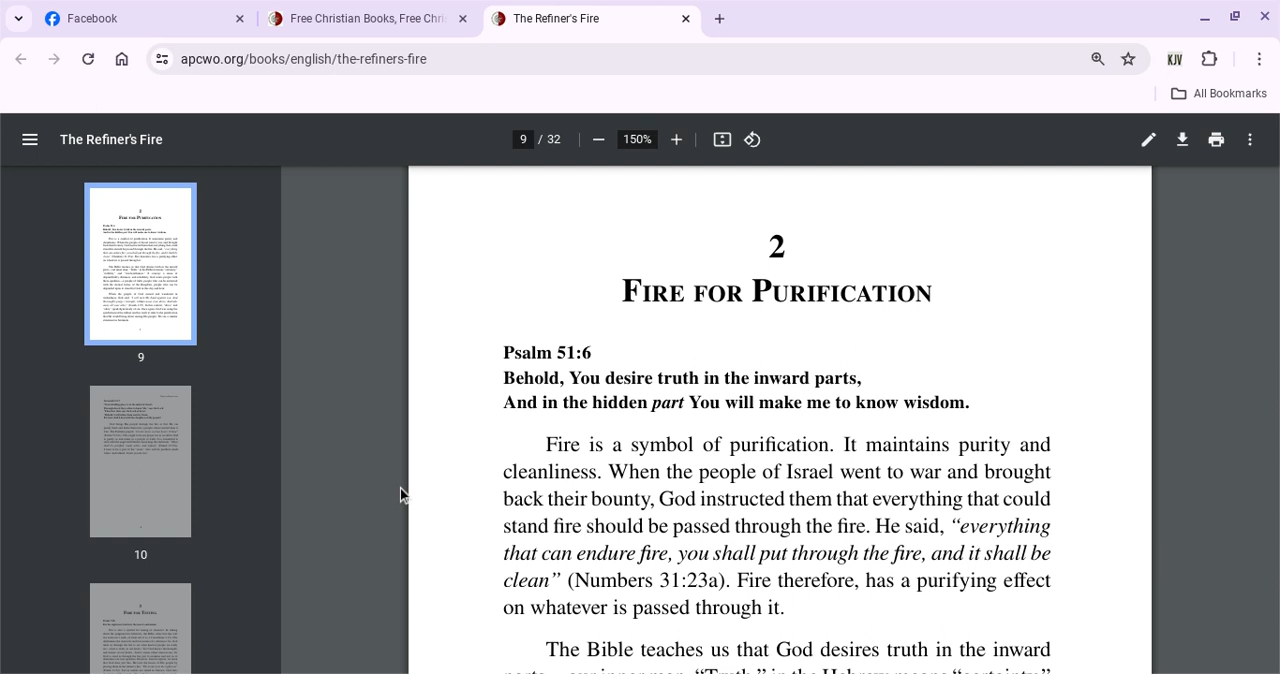 Facebook
Free Christian Books, Free Chri
The Refiner's Fire
apcwo.org/books/english/the-refiners-fire
KJV
All Bookmarks
The Refiner's Fire
9 / 32
150%
9
10
2
FIRE FOR PURIFICATION
Psalm 51:6
Behold, You desire truth in the inward parts,
And in the hidden part You will make me to know wisdom.
Fire is a symbol of purification. It maintains purity and
cleanliness. When the people of Israel went to war and brought
back their bounty, God instructed them that everything that could
stand fire should be passed through the fire. He said, “everything
that can endure fire, you shall put through the fire, and it shall be
clean” (Numbers 31:23a). Fire therefore, has a purifying effect
on whatever is passed through it.
The Bible teaches us that God desires truth in the inward